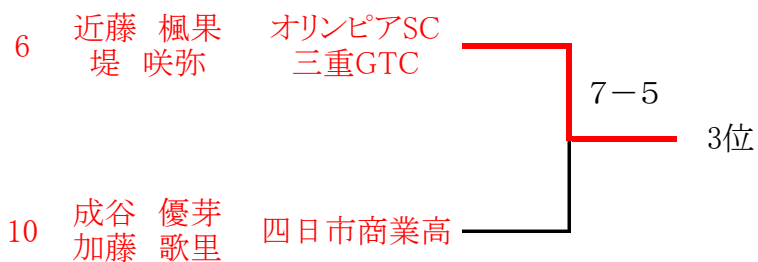 6 近藤 楓果 オリンピアSC
堤 咲弥 三重GTC
7-5
3位
10 成谷 優芽 四日市商業高
加藤 歌里